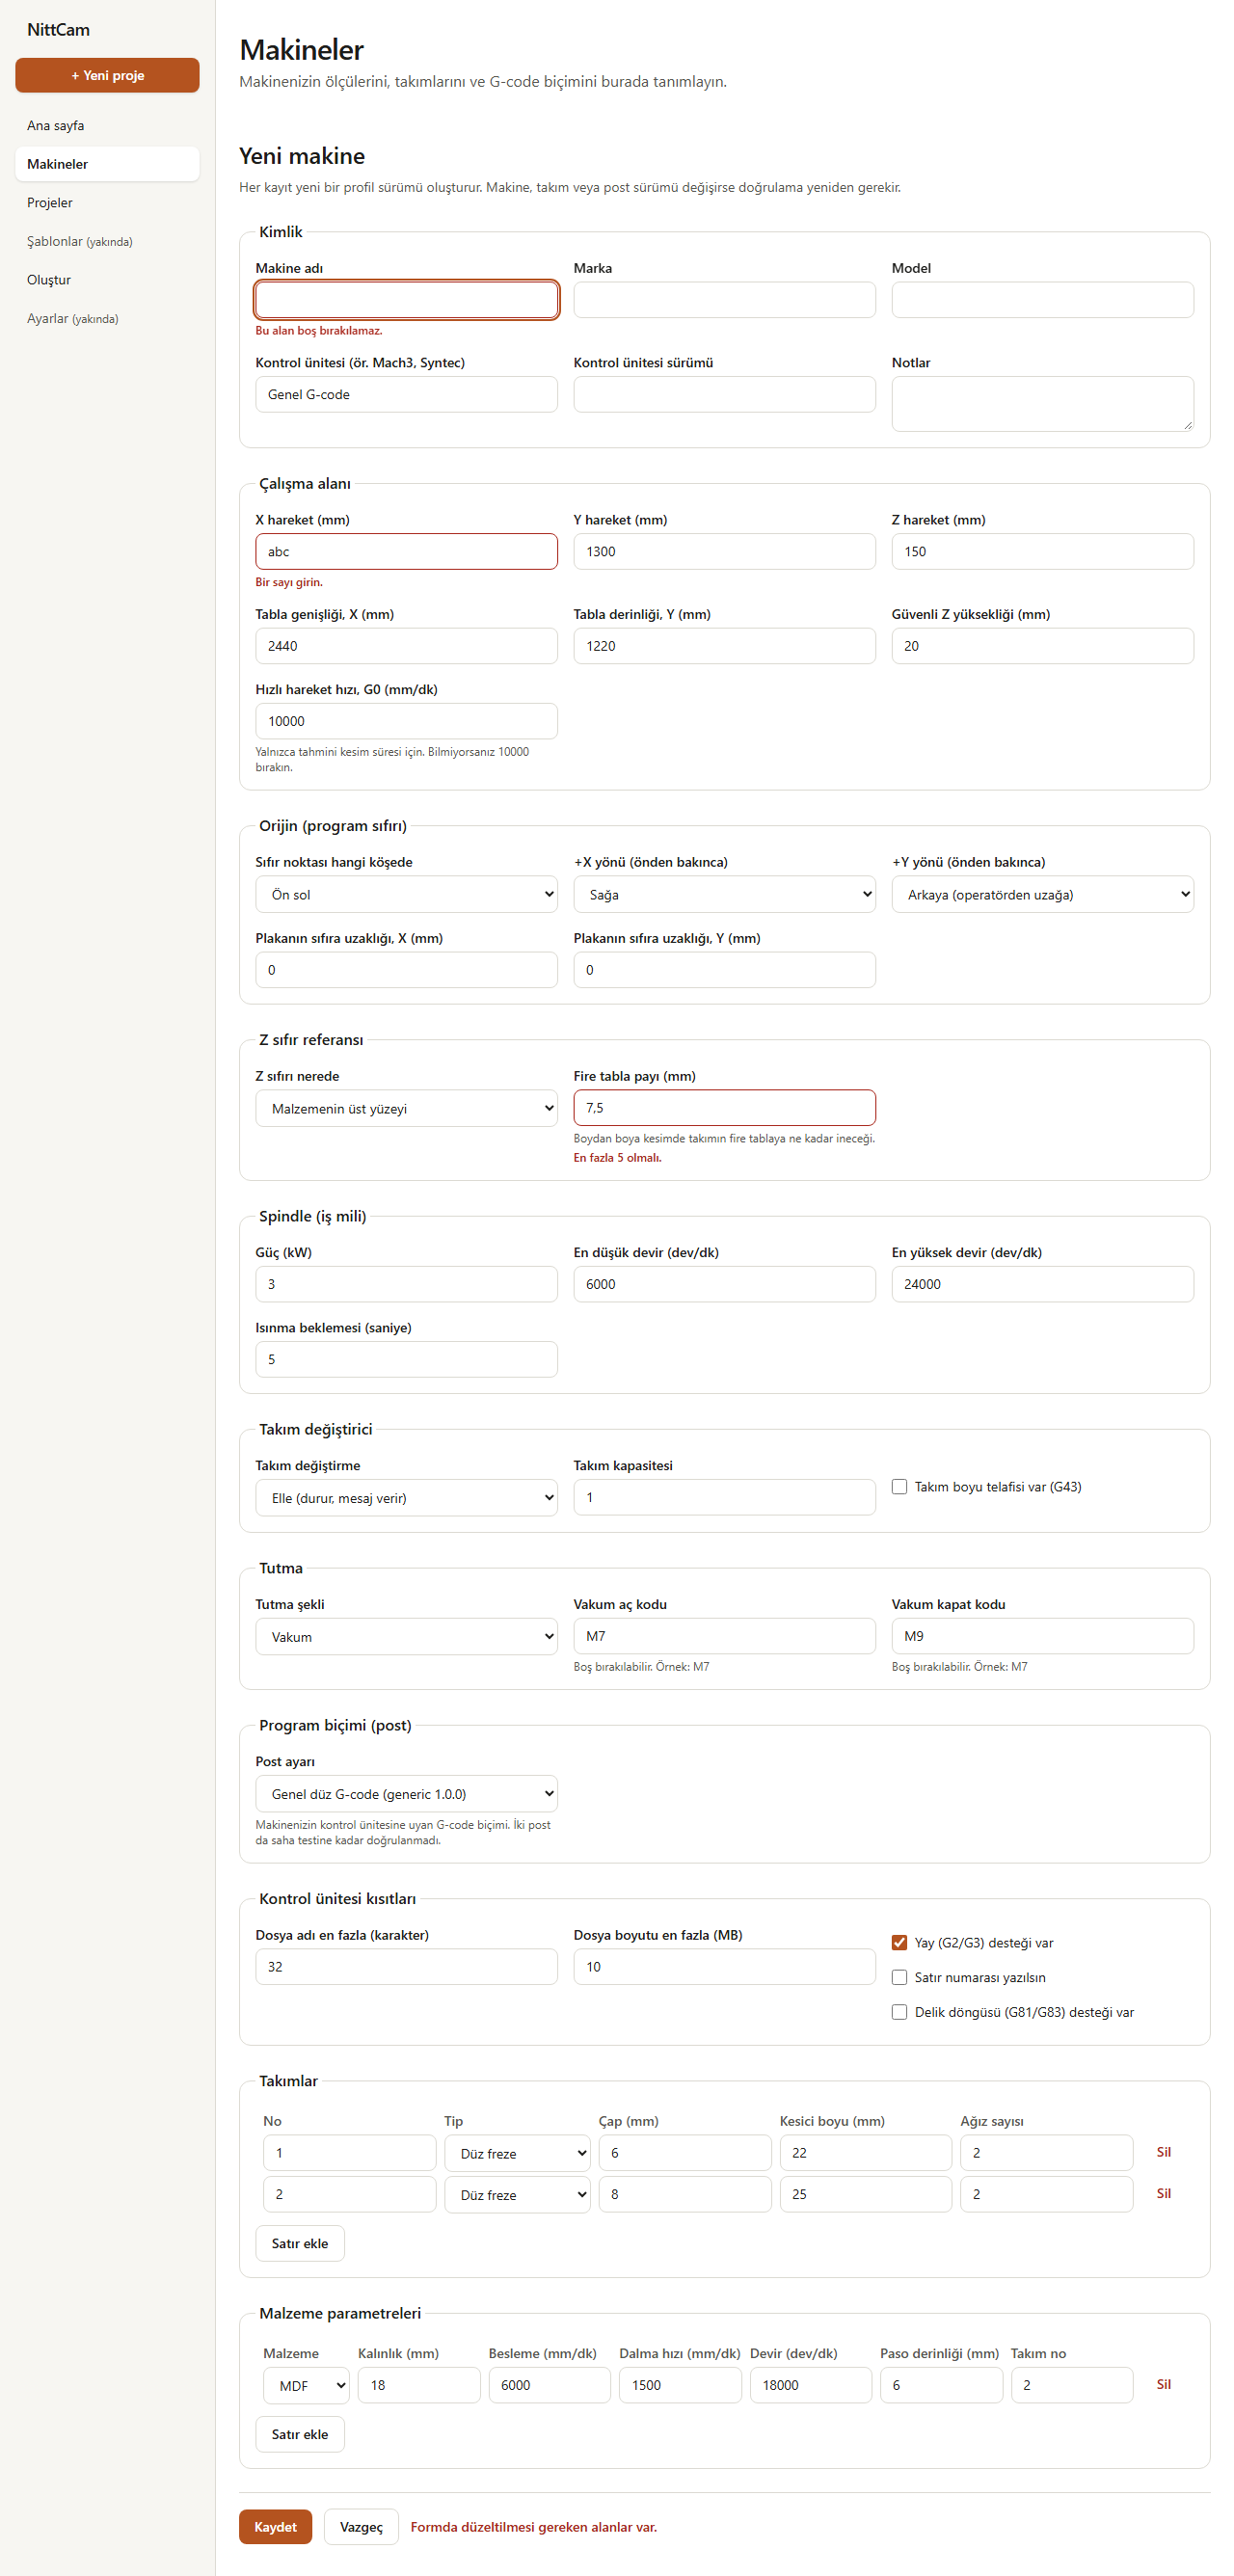 NittCam
+ Yeni proje
Ana sayfa
Makineler
Projeler
Şablonlar (yakında)
Oluştur
Ayarlar (yakında)
Makineler
Makinenizin ölçülerini, takımlarını ve G-code biçimini burada tanımlayın.
Yeni makine
Her kayıt yeni bir profil sürümü oluşturur. Makine, takım veya post sürümü değişirse doğrulama yeniden gerekir.
Kimlik
Makine adı Marka Model
Bu alan boş bırakılamaz.
Kontrol ünitesi (ör. Mach3, Syntec) Kontrol ünitesi sürümü Notlar
Genel G-code
Çalışma alanı
X hareket (mm) Y hareket (mm) Z hareket (mm)
abc 1300 150
Bir sayı girin.
Tabla genişliği, X (mm) Tabla derinliği, Y (mm) Güvenli Z yüksekliği (mm)
2440 1220 20
Hızlı hareket hızı, G0 (mm/dk)
10000
Yalnızca tahmini kesim süresi için. Bilmiyorsanız 10000
bırakın.
Orijin (program sıfırı)
Sıfır noktası hangi köşede +X yönü (önden bakınca) +Y yönü (önden bakınca)
Ön sol Sağa Arkaya (operatörden uzağa)
Plakanın sıfıra uzaklığı, X (mm) Plakanın sıfıra uzaklığı, Y (mm)
0 0
Z sıfır referansı
Z sıfırı nerede Fire tabla payı (mm)
Malzemenin üst yüzeyi 7,5
Boydan boya kesimde takımın fire tablaya ne kadar ineceği.
En fazla 5 olmalı.
Spindle (iş mili)
Güç (kW) En düşük devir (dev/dk) En yüksek devir (dev/dk)
3 6000 24000
Isınma beklemesi (saniye)
5
Takım değiştirici
Takım değiştirme Takım kapasitesi
Elle (durur, mesaj verir) 1 Takım boyu telafisi var (G43)
Tutma
Tutma şekli Vakum aç kodu Vakum kapat kodu
Vakum M7 M9
Boş bırakılabilir. Örnek: M7 Boş bırakılabilir. Örnek: M7
Program biçimi (post)
Post ayarı
Genel düz G-code (generic 1.0.0)
Makinenizin kontrol ünitesine uyan G-code biçimi. İki post
da saha testine kadar doğrulanmadı.
Kontrol ünitesi kısıtları
Dosya adı en fazla (karakter) Dosya boyutu en fazla (MB)
32 10
Yay (G2/G3) desteği var
Satır numarası yazılsın
Delik döngüsü (G81/G83) desteği var
Takımlar
No Tip Çap (mm) Kesici boyu (mm) Ağız sayısı
1 Düz freze 6 22 2 Sil
2 Düz freze 8 25 2 Sil
Satır ekle
Malzeme parametreleri
Malzeme Kalınlık (mm) Besleme (mm/dk) Dalma hızı (mm/dk) Devir (dev/dk) Paso derinliği (mm) Takım no
MDF 18 6000 1500 18000 6 2 Sil
Satır ekle
Kaydet Vazgeç Formda düzeltilmesi gereken alanlar var.